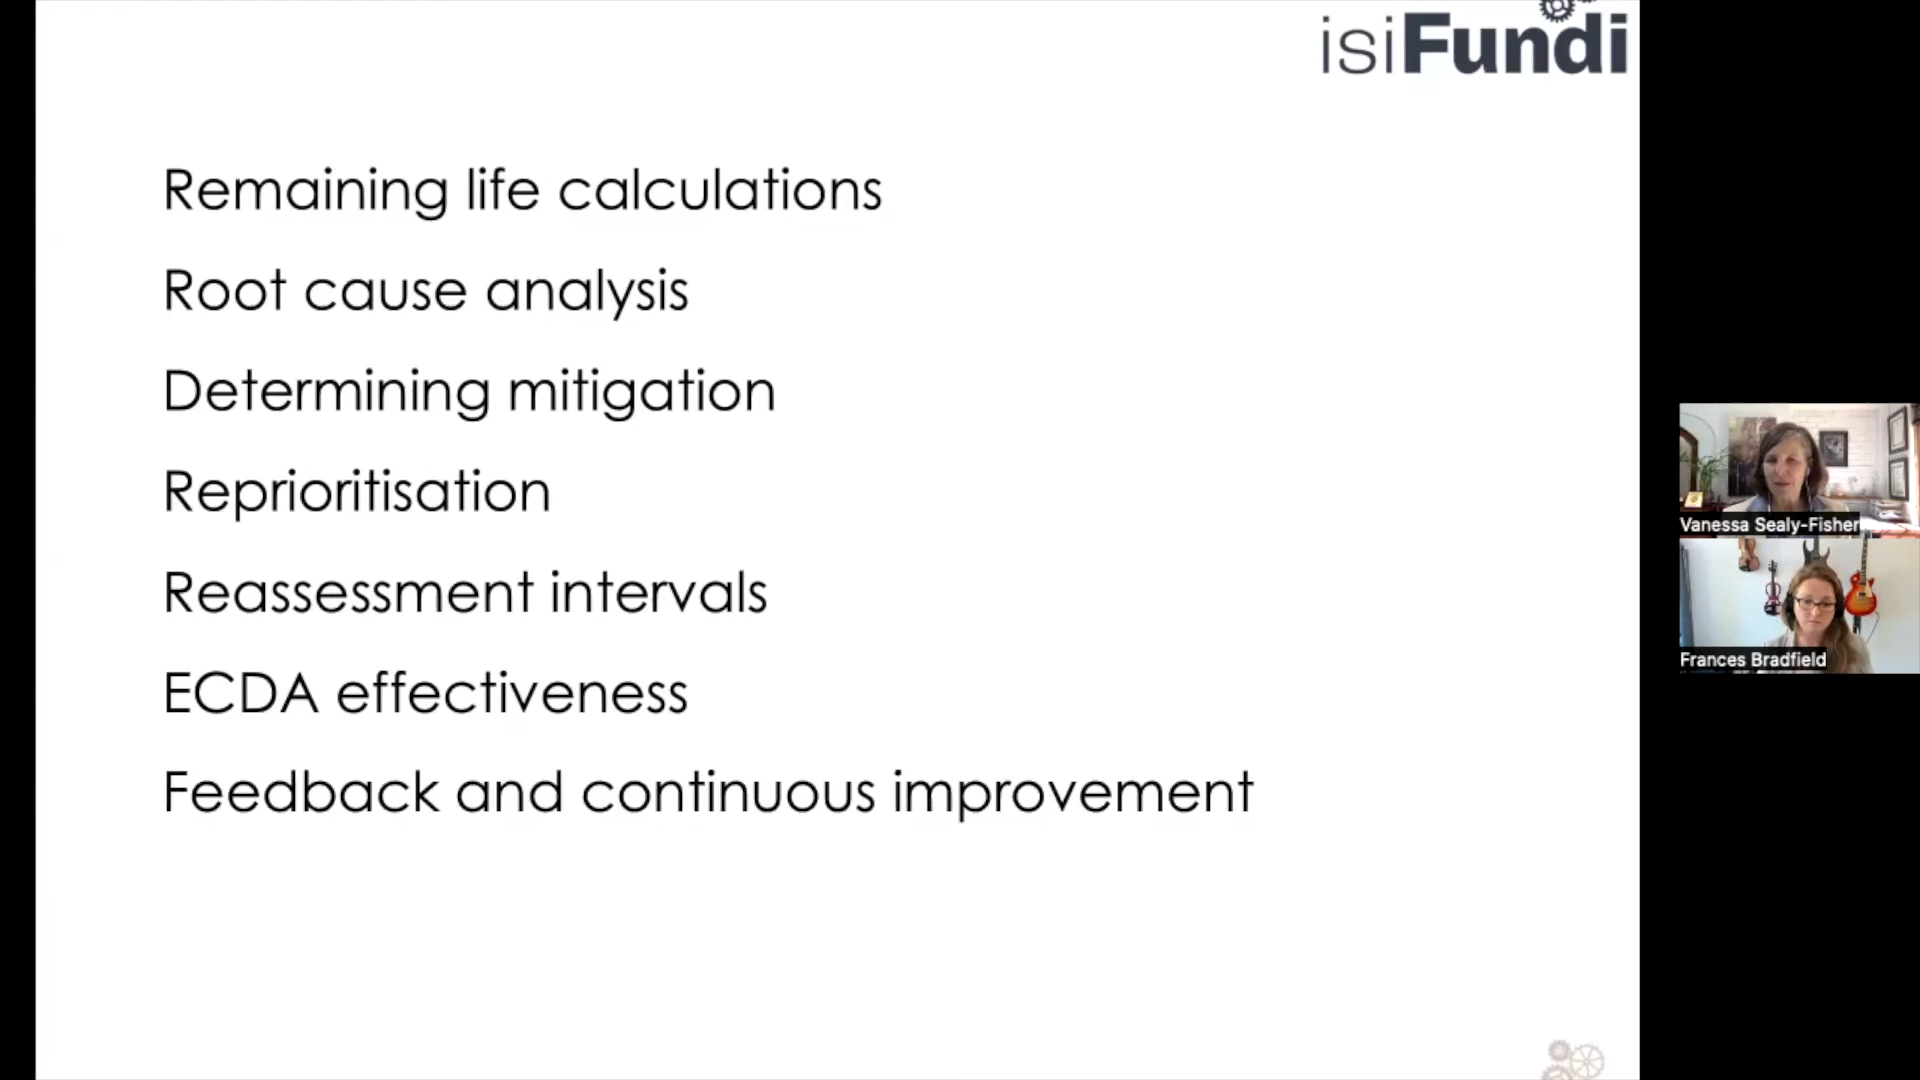 isiFundi
Remaining life calculations
Root cause analysis
Determining mitigation
Reprioritisation
Reassessment intervals
ECDA effectiveness
Feedback and continuous improvement
Vanessa Sealy-Fisher
Frances Bradfield